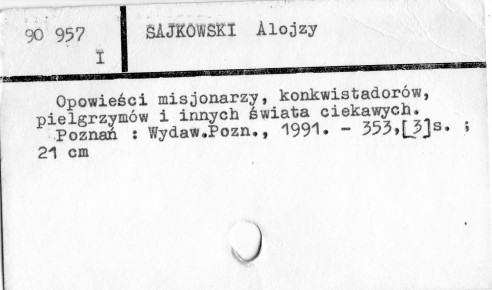 90 957
I
SAJKOWSKI Alojzy
Opowieści misjonarzy, konkwistadorów,
pielgrzymów i innych świata ciekawych.
Poznań : Wydaw.Pozn., 1991. - 353,[3]s. ;
21 cm